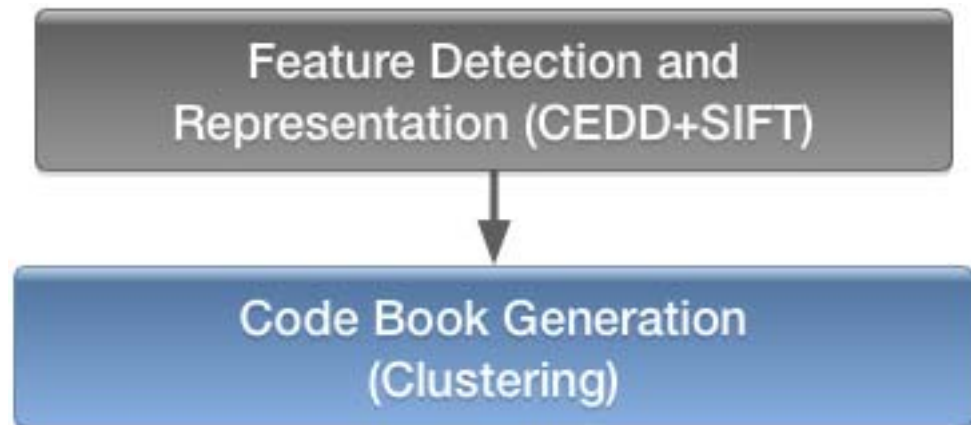 Feature Detection and
Representation (CEDD+SIFT)
Code Book Generation
(Clustering)